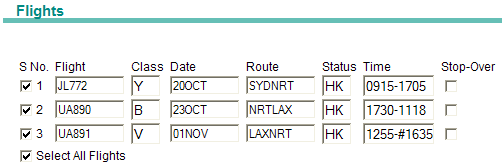 Flights
S No. Flight Class Date Route Status Time Stop-Over
1 JL772 Y 20OCT SYDNRT HK 0915-1705
2 UA890 B 23OCT NRTLAX HK 1730-1118
3 UA891 V 01NOV LAXNRT HK 1255-#1635
Select All Flights